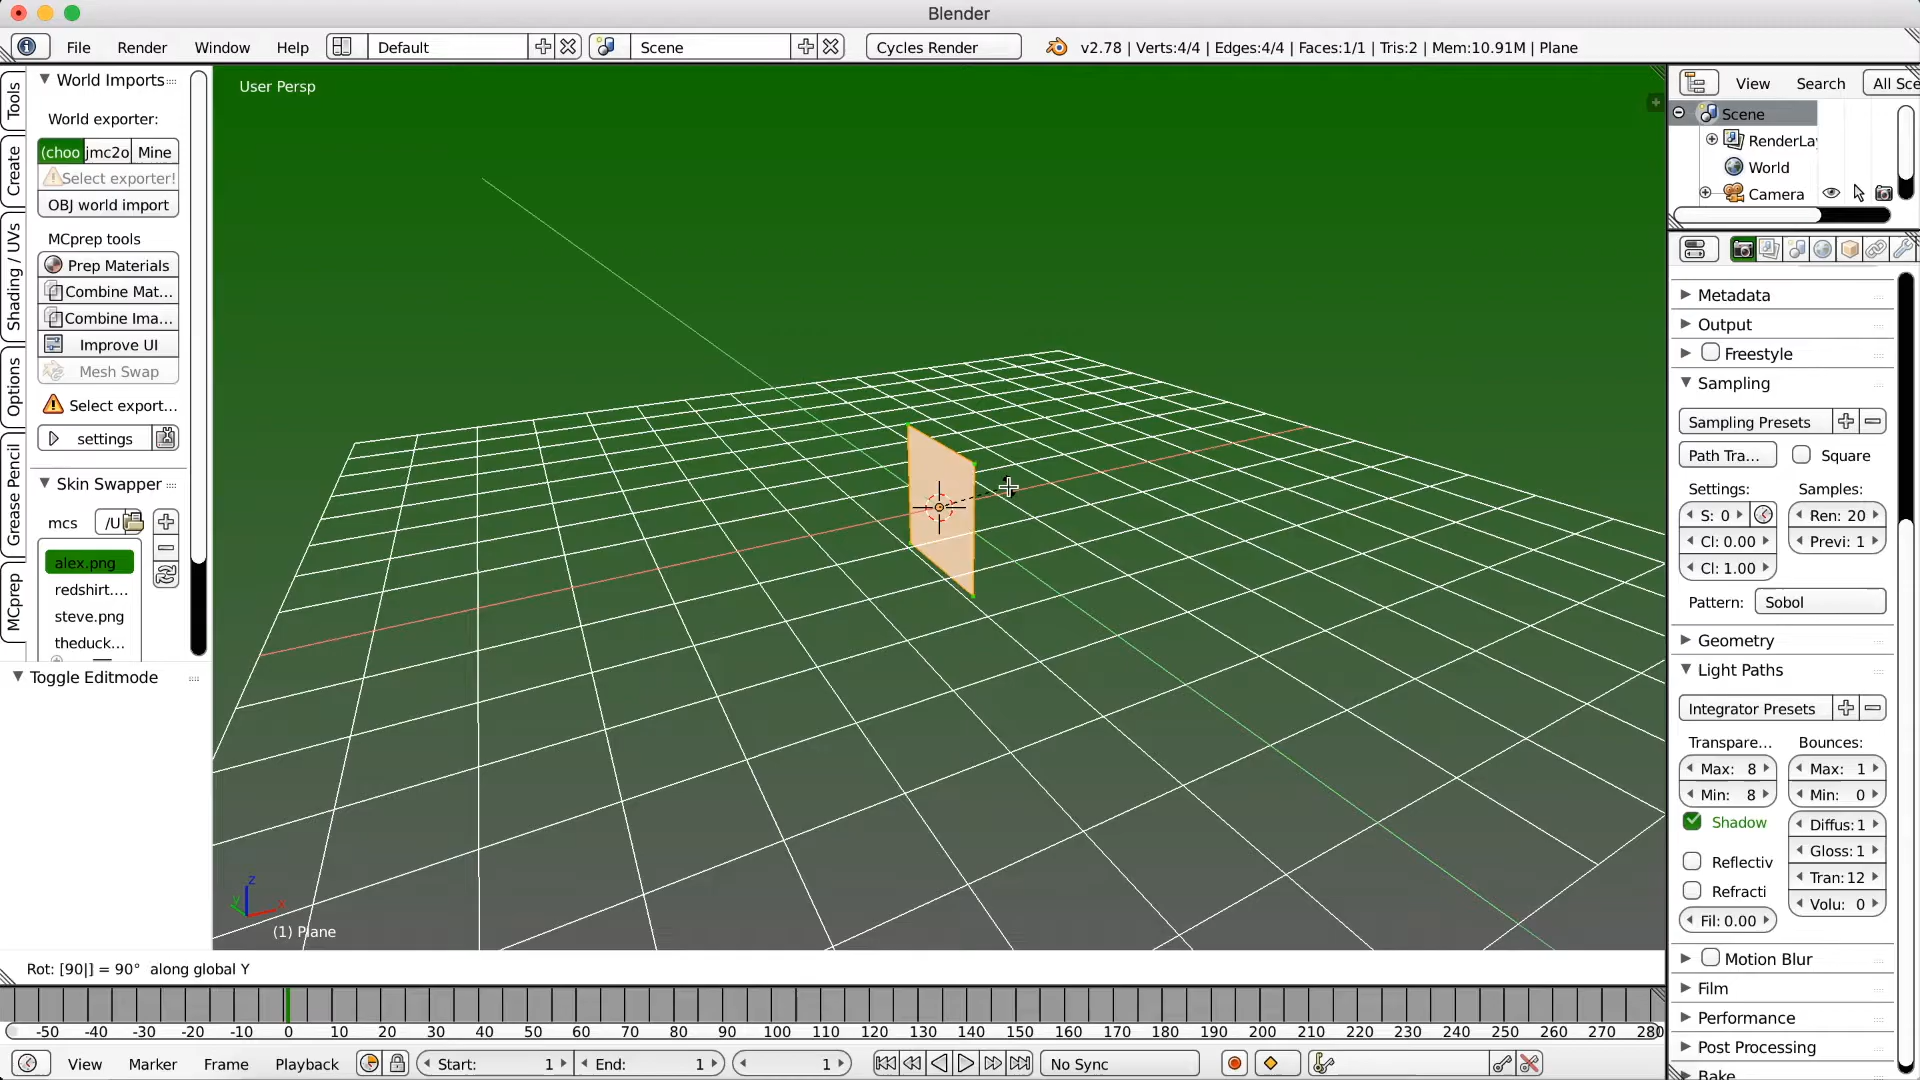 Blender
File Render Window Help Default Scene Cycles Render v2.78 | Verts:4/4 | Edges:4/4 | Faces:1/1 | Tris:2 | Mem:10.91M | Plane
Tools
Create
Shading / UVs
Options
Grease Pencil
MCprep
World Imports
World exporter:
(choo jmc2o Mine
Select exporter!
OBJ world import
MCprep tools
Prep Materials
Combine Mat...
Combine Ima...
Improve UI
Mesh Swap
Select export...
settings
Skin Swapper
mcs /U
alex.png
redshirt....
steve.png
theduck...
Toggle Editmode
User Persp
z
y
x
(1) Plane
Rot: [90|] = 90° along global Y
View Search All Sce
Scene
RenderLa
World
Camera
Metadata
Output
Freestyle
Sampling
Sampling Presets
Path Tra... Square
Settings: Samples:
S: 0 Ren: 20
Cl: 0.00 Previ: 1
Cl: 1.00
Pattern: Sobol
Geometry
Light Paths
Integrator Presets
Transpare... Bounces:
Max: 8 Max: 1
Min: 8 Min: 0
Shadow Diffus: 1
Reflectiv Gloss: 1
Refracti Tran: 12
Fil: 0.00 Volu: 0
Motion Blur
Film
Performance
Post Processing
Bake
-50 -40 -30 -20 -10 0 10 20 30 40 50 60 70 80 90 100 110 120 130 140 150 160 170 180 190 200 210 220 230 240 250 260 270 280
View Marker Frame Playback Start: 1 End: 1 1 No Sync